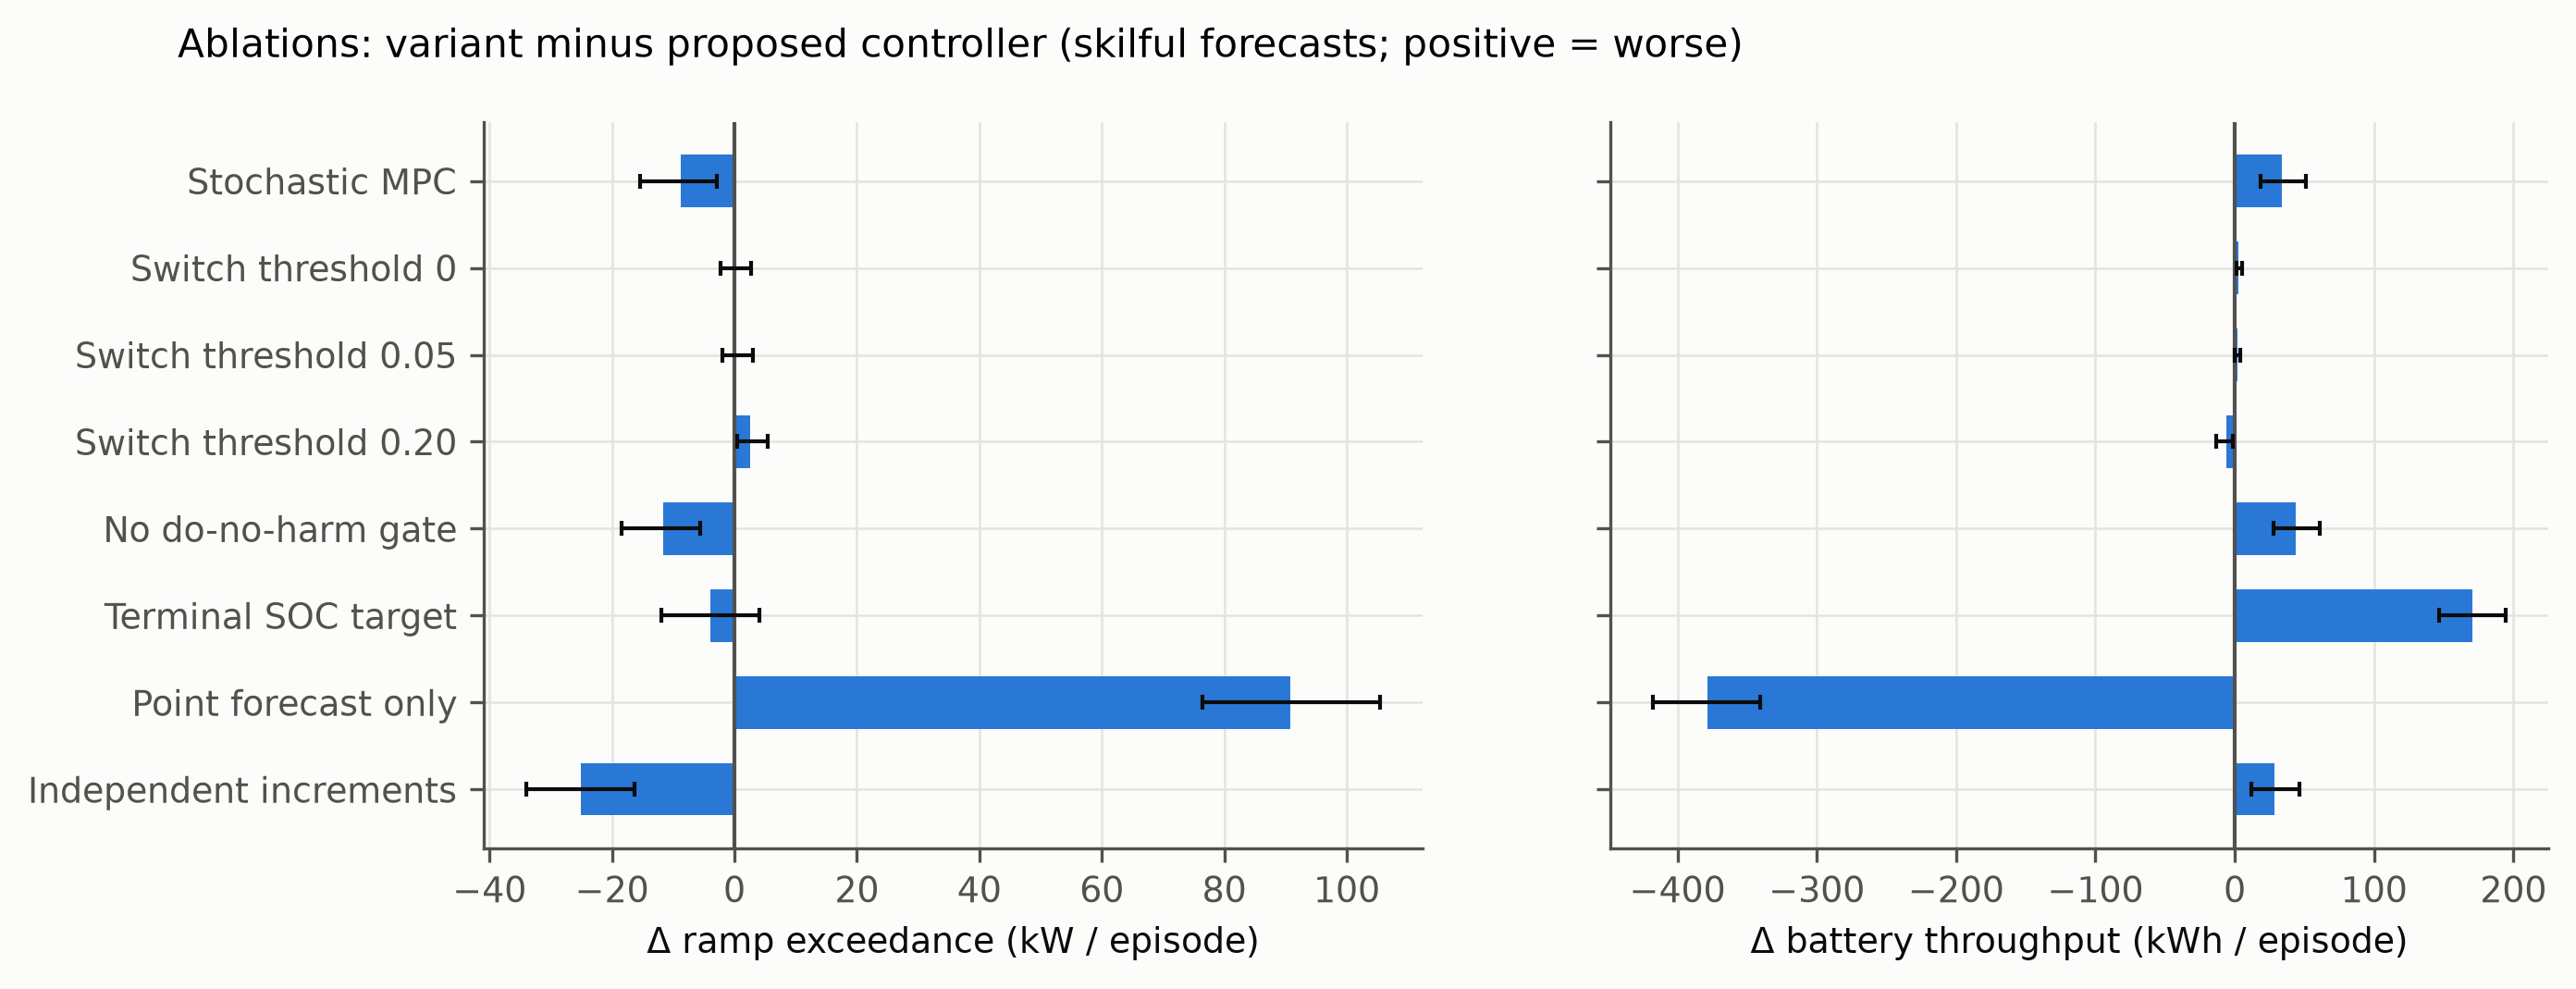 Ablations: variant minus proposed controller (skilful forecasts; positive = worse)
Stochastic MPC
Switch threshold 0
Switch threshold 0.05
Switch threshold 0.20
No do-no-harm gate
Terminal SOC target
Point forecast only
Independent increments
−40 −20 0 20 40 60 80 100
Δ ramp exceedance (kW / episode)
−400 −300 −200 −100 0 100 200
Δ battery throughput (kWh / episode)